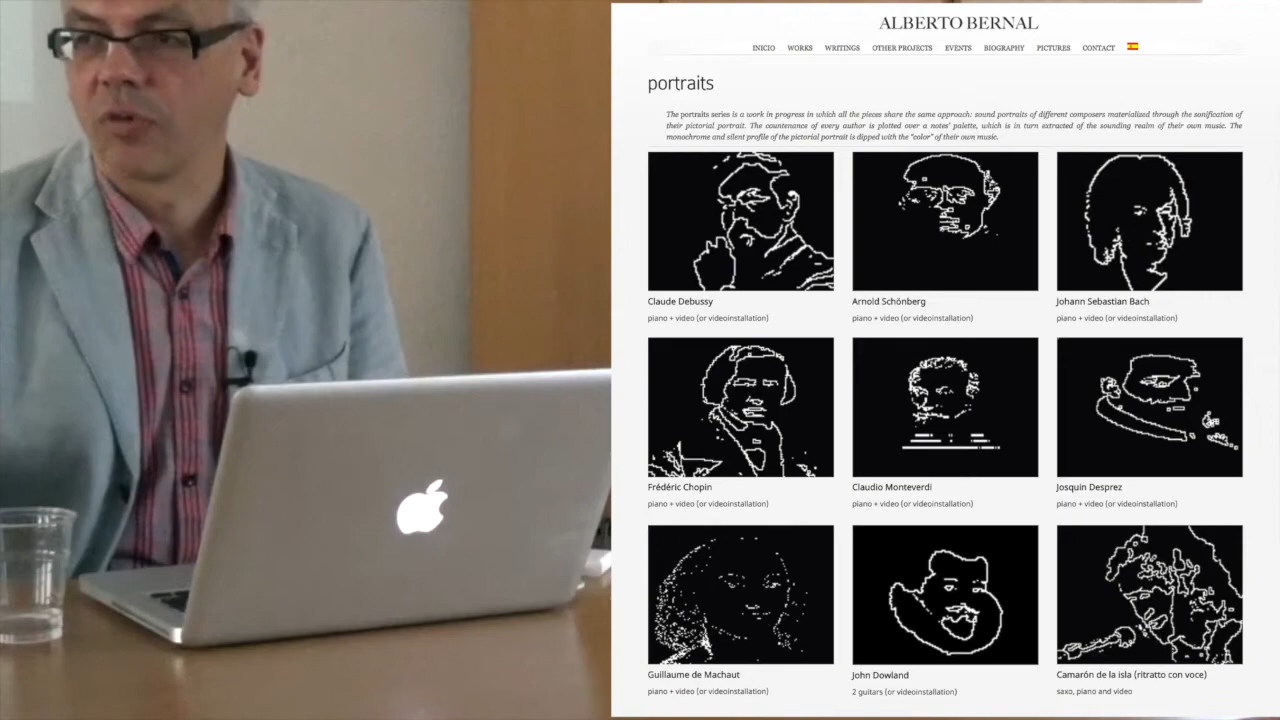 ALBERTO BERNAL
INICIO WORKS WRITINGS OTHER PROJECTS EVENTS BIOGRAPHY PICTURES CONTACT
portraits
The portraits series is a work in progress in which all the pieces share the same approach: sound portraits of different composers materialized through the sonification of
their pictorial portrait. The countenance of every author is plotted over a notes' palette, which is in turn extracted of the sounding realm of their own music. The
monochrome and silent profile of the pictorial portrait is dipped with the "color" of their own music.
Claude Debussy
piano + video (or videoinstallation)
Arnold Schönberg
piano + video (or videoinstallation)
Johann Sebastian Bach
piano + video (or videoinstallation)
Frédéric Chopin
piano + video (or videoinstallation)
Claudio Monteverdi
piano + video (or videoinstallation)
Josquin Desprez
piano + video (or videoinstallation)
Guillaume de Machaut
piano + video (or videoinstallation)
John Dowland
2 guitars (or videoinstallation)
Camarón de la isla (ritratto con voce)
saxo, piano and video